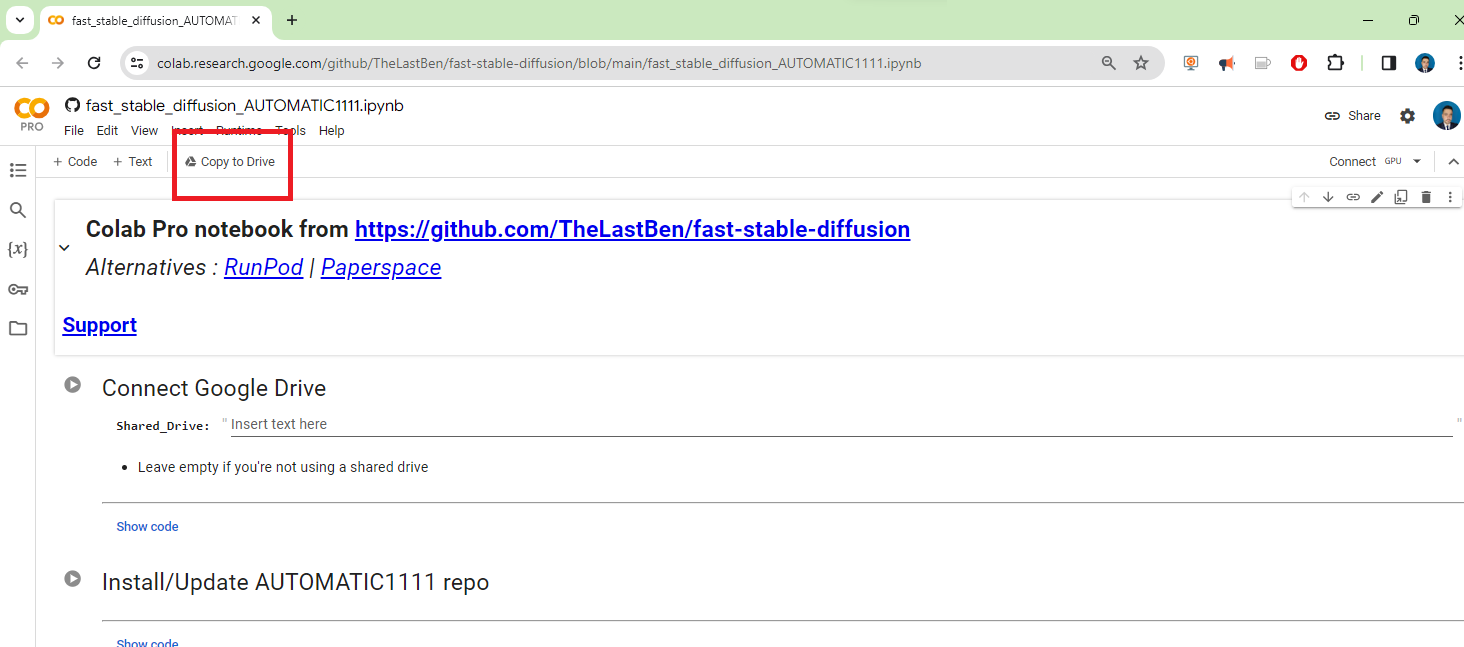 fast_stable_diffusion_AUTOMAT
colab.research.google.com/github/TheLastBen/fast-stable-diffusion/blob/main/fast_stable_diffusion_AUTOMATIC1111.ipynb
fast_stable_diffusion_AUTOMATIC1111.ipynb
PRO
File Edit View Insert Runtime Tools Help
Share
+ Code + Text Copy to Drive
Connect GPU
{x}
Colab Pro notebook from https://github.com/TheLastBen/fast-stable-diffusion
Alternatives : RunPod | Paperspace
Support
Connect Google Drive
Shared_Drive: " Insert text here "
• Leave empty if you're not using a shared drive
Show code
Install/Update AUTOMATIC1111 repo
Show code